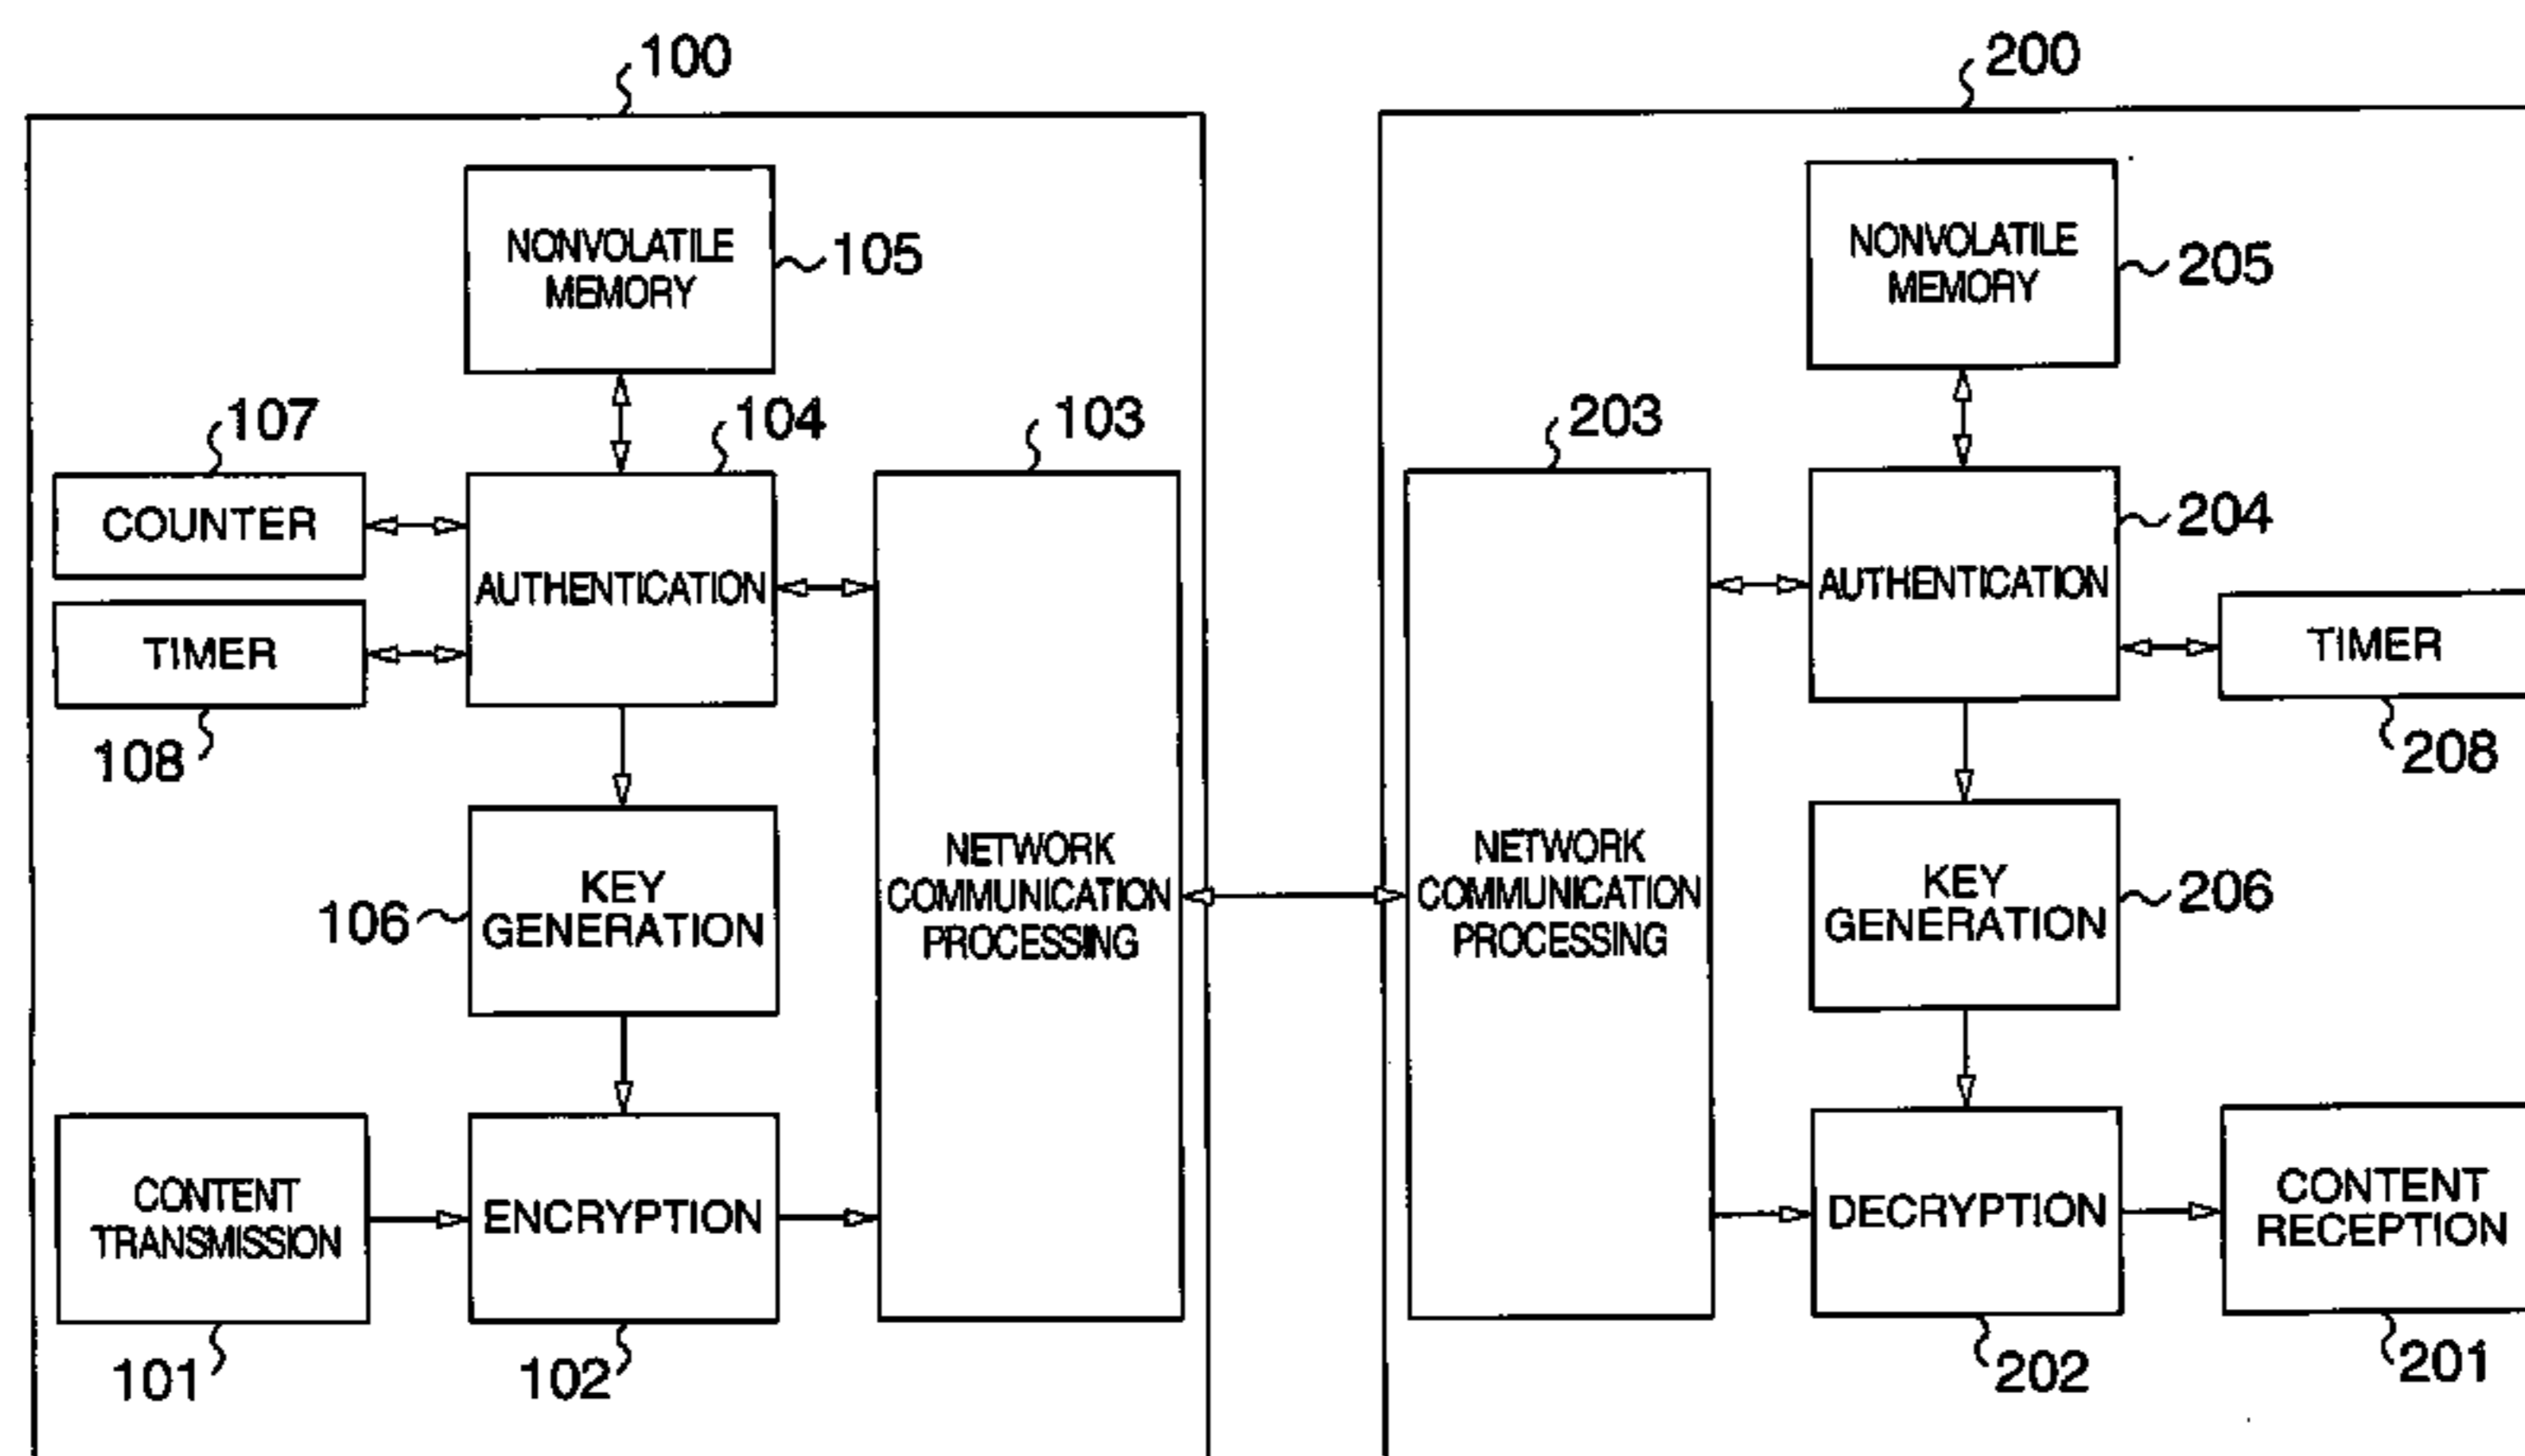 100
NONVOLATILE
MEMORY
105
107
104
103
COUNTER
AUTHENTICATION
TIMER
108
KEY
GENERATION
106
NETWORK
COMMUNICATION
PROCESSING
CONTENT
TRANSMISSION
ENCRYPTION
101
102
200
NONVOLATILE
MEMORY
205
203
204
AUTHENTICATION
TIMER
208
NETWORK
COMMUNICATION
PROCESSING
KEY
GENERATION
206
DECRYPTION
CONTENT
RECEPTION
202
201